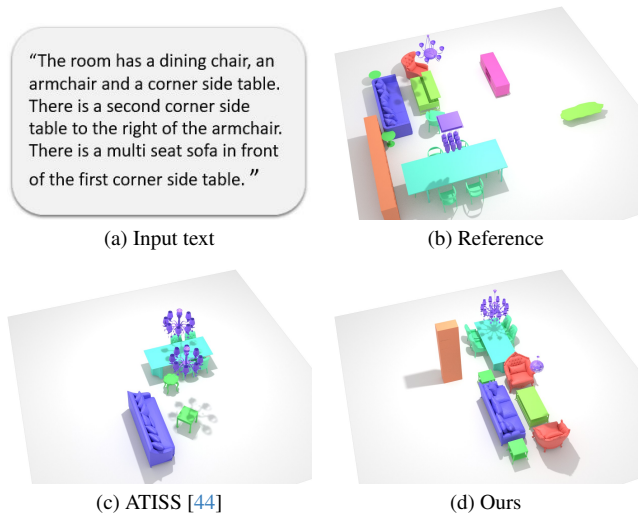 “The room has a dining chair, an
armchair and a corner side table.
There is a second corner side
table to the right of the armchair.
There is a multi seat sofa in front
of the first corner side table. ”
(a) Input text
(b) Reference
(c) ATISS [44]
(d) Ours